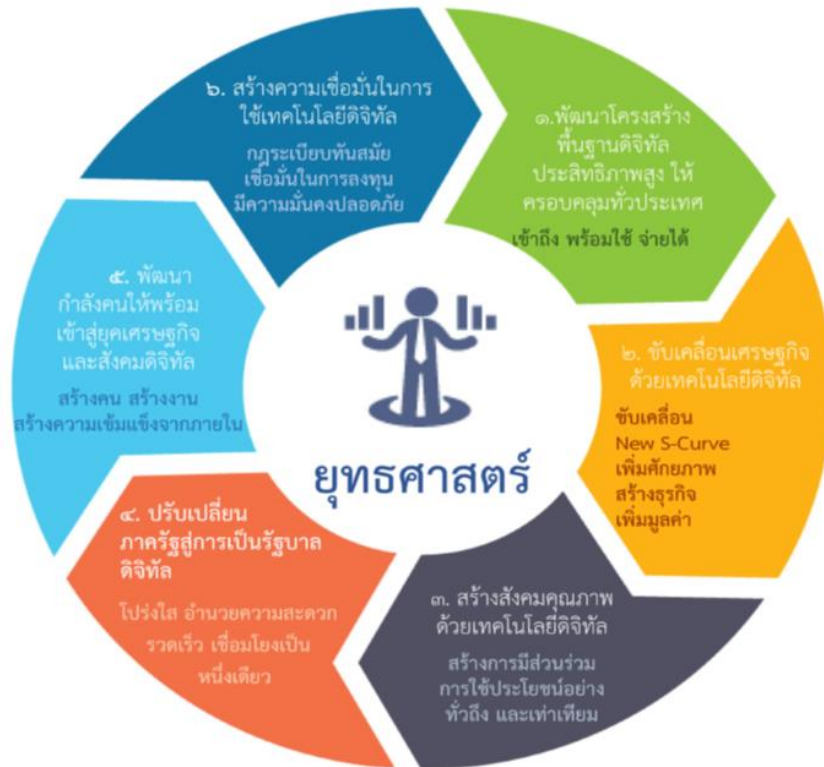 ๑.พัฒนาโครงสร้าง
พื้นฐานดิจิทัล
ประสิทธิภาพสูง ให้
ครอบคลุมทั่วประเทศ
เข้าถึง พร้อมใช้ จ่ายได้
๒. ขับเคลื่อนเศรษฐกิจ
ด้วยเทคโนโลยีดิจิทัล
ขับเคลื่อน
New S-Curve
เพิ่มศักยภาพ
สร้างธุรกิจ
เพิ่มมูลค่า
๓. สร้างสังคมคุณภาพ
ด้วยเทคโนโลยีดิจิทัล
สร้างการมีส่วนร่วม
การใช้ประโยชน์อย่าง
ทั่วถึง และเท่าเทียม
๔. ปรับเปลี่ยน
ภาครัฐสู่การเป็นรัฐบาล
ดิจิทัล
โปร่งใส อำนวยความสะดวก
รวดเร็ว เชื่อมโยงเป็น
หนึ่งเดียว
๕. พัฒนา
กำลังคนให้พร้อม
เข้าสู่ยุคเศรษฐกิจ
และสังคมดิจิทัล
สร้างคน สร้างงาน
สร้างความเข้มแข็งจากภายใน
๖. สร้างความเชื่อมั่นในการ
ใช้เทคโนโลยีดิจิทัล
กฎระเบียบทันสมัย
เชื่อมั่นในการลงทุน
มีความมั่นคงปลอดภัย
ยุทธศาสตร์